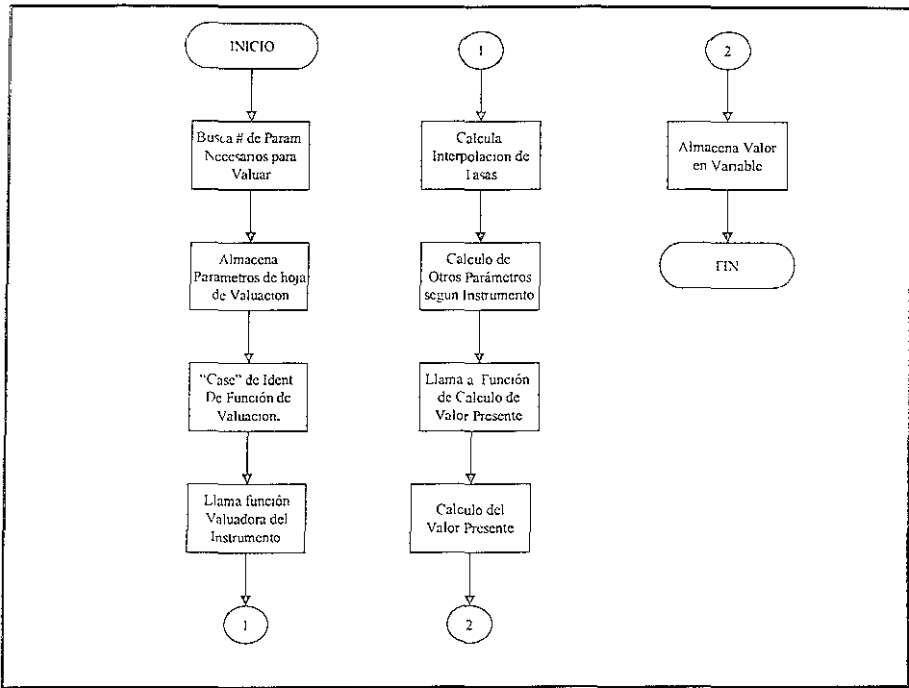 INICIO
Busca # de Param
Necesarios para
Valuar
Almacena
Parametros de hoja
de Valuacion
"Case" de Ident
De Función de
Valuacion.
Llama función
Valuadora del
Instrumento
1
1
Calcula
Interpolacion de
Tasas
Calculo de
Otros Parámetros
segun Instrumento
Llama a Función
de Calculo de
Valor Presente
Calculo del
Valor Presente
2
2
Almacena Valor
en Variable
FIN